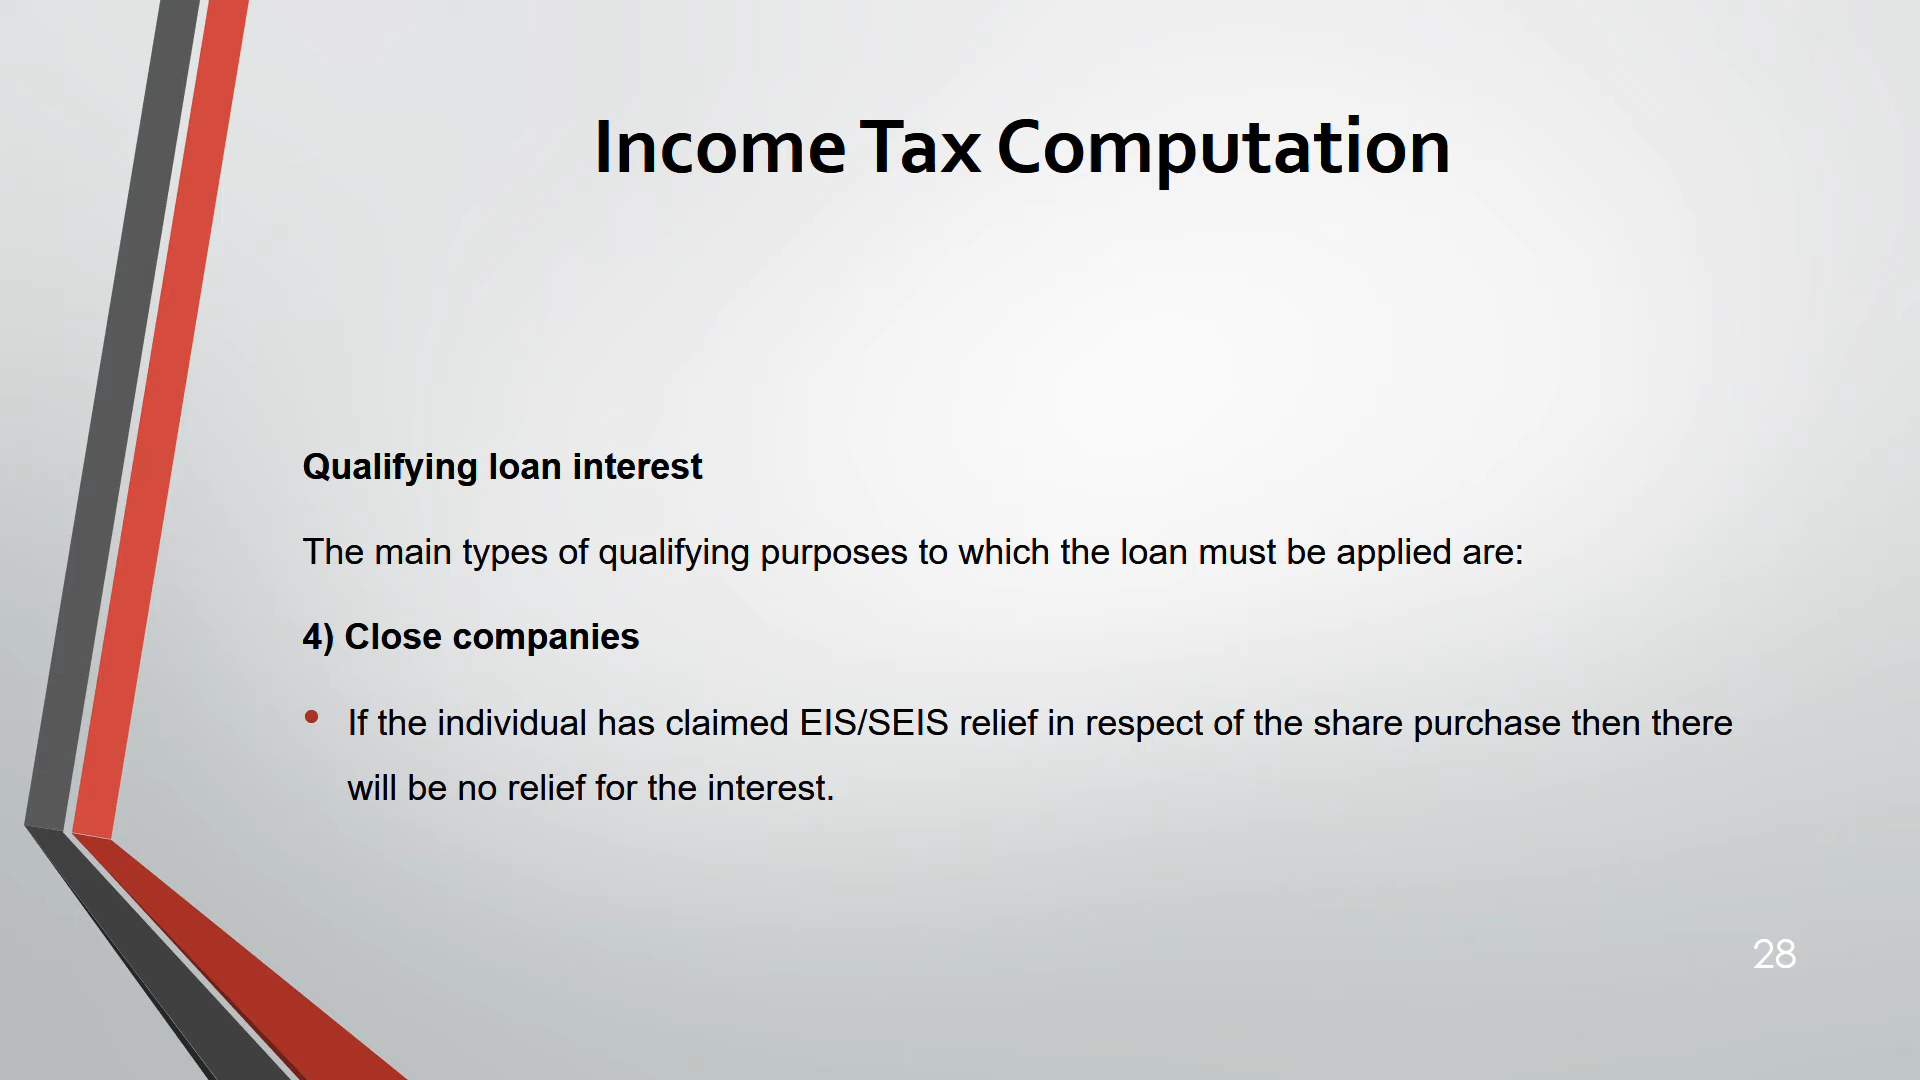 Income Tax Computation
Qualifying loan interest
The main types of qualifying purposes to which the loan must be applied are:
4) Close companies
• If the individual has claimed EIS/SEIS relief in respect of the share purchase then there
will be no relief for the interest.
28